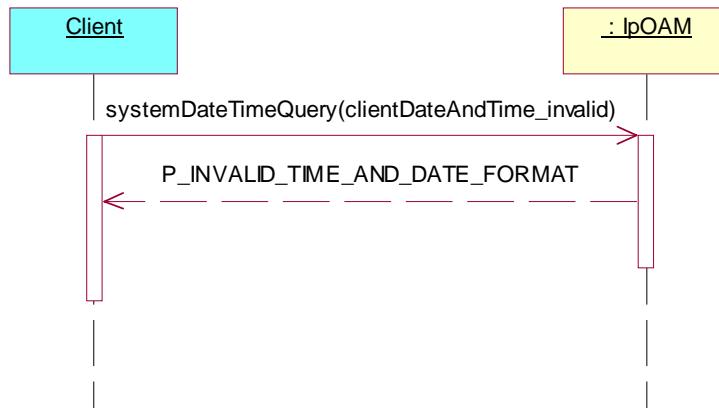 Client
: IpOAM
systemDateTimeQuery(clientDateAndTime_invalid)
P_INVALID_TIME_AND_DATE_FORMAT